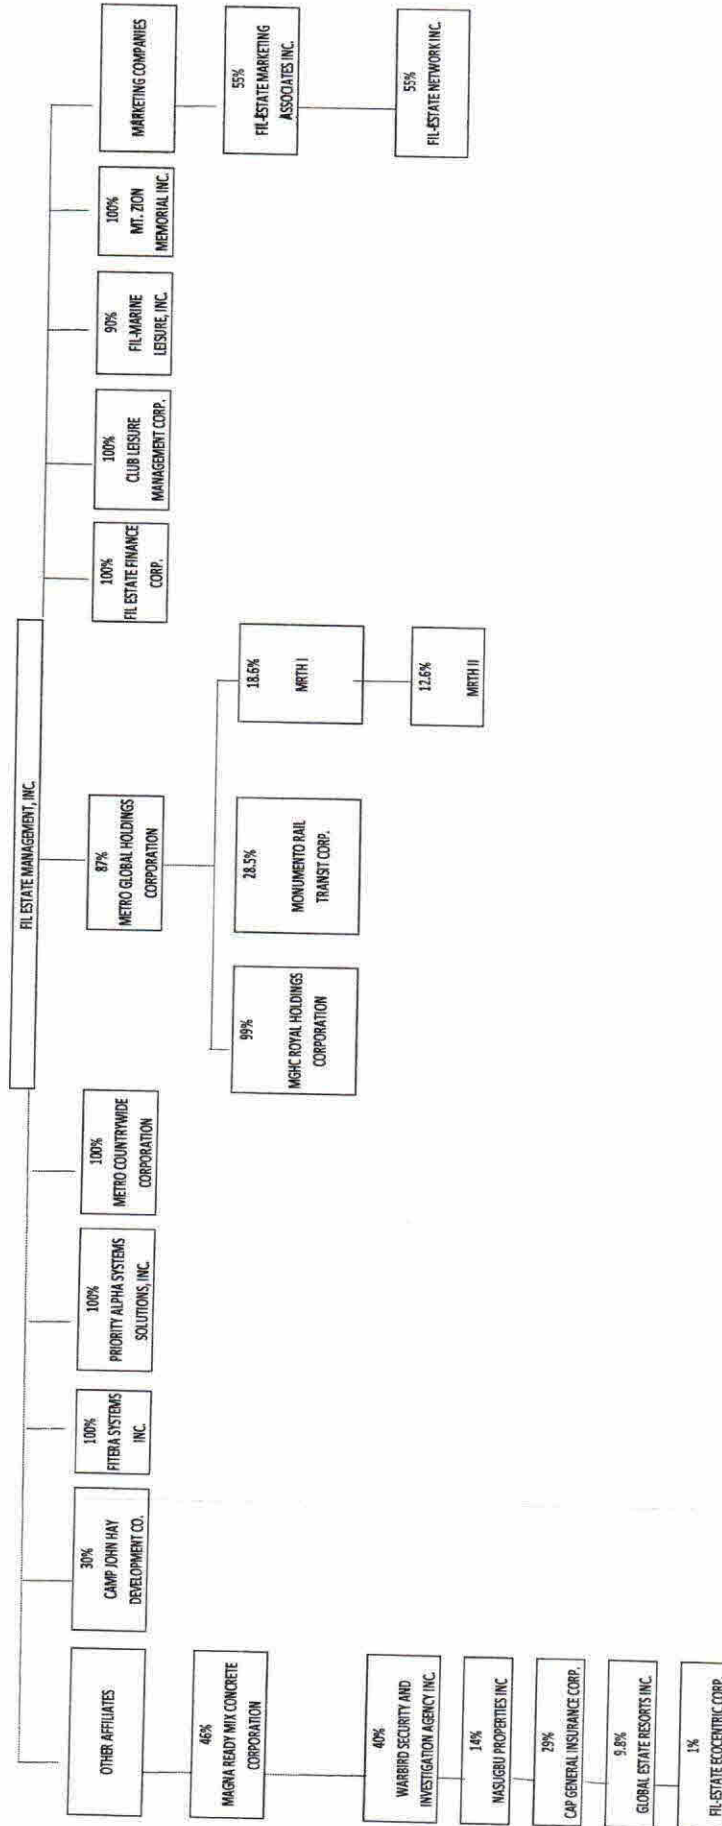 FIL ESTATE MANAGEMENT, INC.
OTHER AFFILIATES
46%
MAGNA READY MIX CONCRETE
CORPORATION
40%
WARBIRD SECURITY AND
INVESTIGATION AGENCY INC.
14%
NASUGBU PROPERTIES INC
29%
CAP GENERAL INSURANCE CORP.
9.8%
GLOBAL ESTATE RESORTS INC.
1%
FIL-ESTATE ECOCENTRIC CORP.
30%
CAMP JOHN HAY
DEVELOPMENT CO.
100%
FITERA SYSTEMS
INC.
100%
PRIORITY ALPHA SYSTEMS
SOLUTIONS, INC.
100%
METRO COUNTRYWIDE
CORPORATION
87%
METRO GLOBAL HOLDINGS
CORPORATION
99%
MGHC ROYAL HOLDINGS
CORPORATION
28.5%
MONUMENTO RAIL
TRANSIT CORP.
18.6%
MRTH I
12.6%
MRTH II
100%
FIL ESTATE FINANCE
CORP.
100%
CLUB LEISURE
MANAGEMENT CORP.
90%
FIL-MARINE
LEISURE, INC.
100%
MT. ZION
MEMORIAL INC.
MARKETING COMPANIES
55%
FIL-ESTATE MARKETING
ASSOCIATES INC.
55%
FIL-ESTATE NETWORK INC.